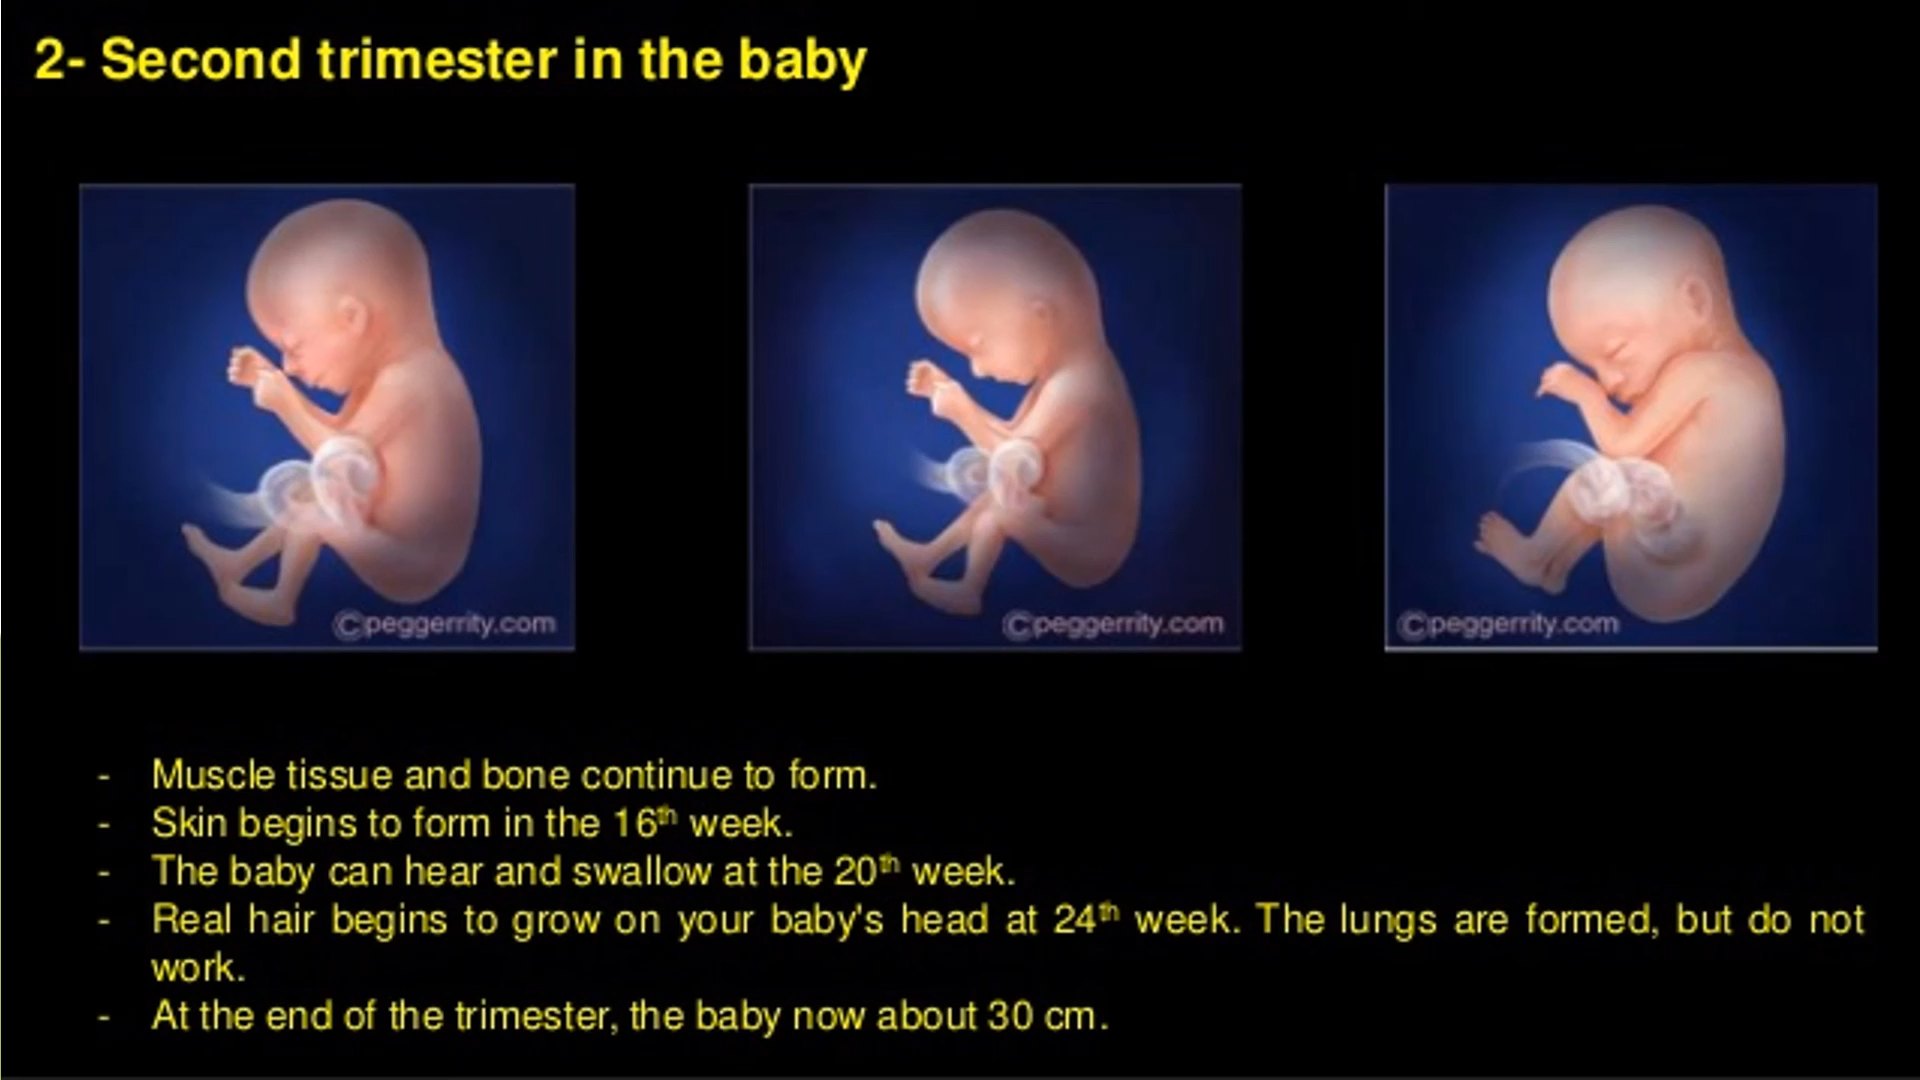 2- Second trimester in the baby
©peggerrity.com
©peggerrity.com
©peggerrity.com
- Muscle tissue and bone continue to form.
- Skin begins to form in the 16th week.
- The baby can hear and swallow at the 20th week.
- Real hair begins to grow on your baby's head at 24th week. The lungs are formed, but do not
work.
- At the end of the trimester, the baby now about 30 cm.